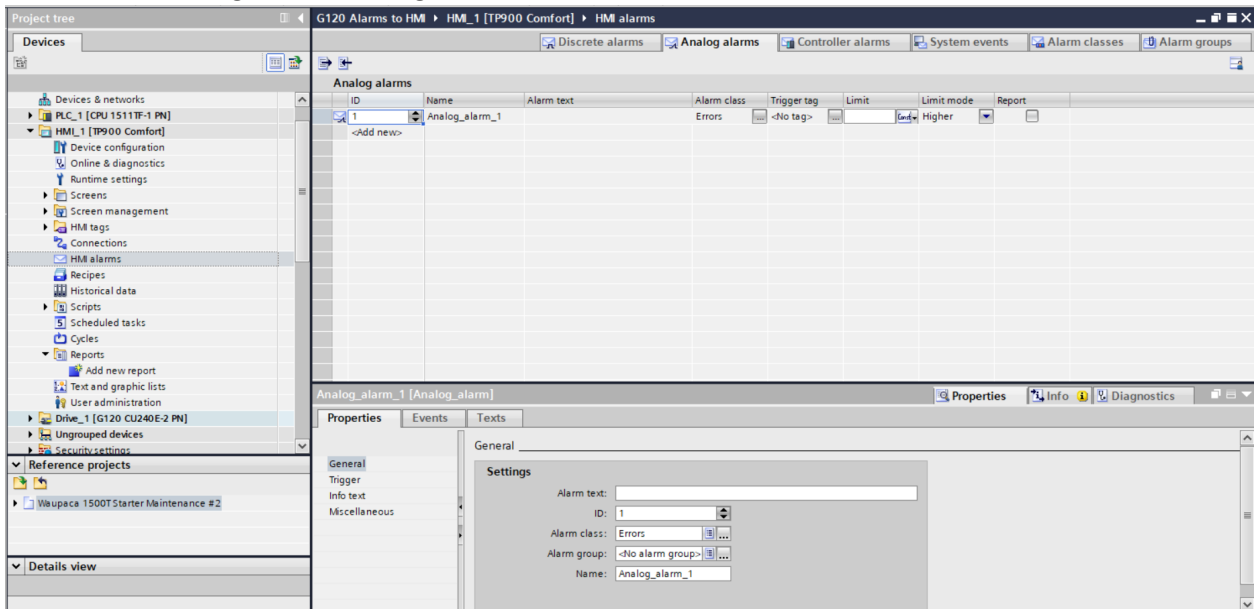 Project tree
Devices
Devices & networks
PLC_1 [CPU 1511TF-1 PN]
HMI_1 [TP900 Comfort]
Device configuration
Online & diagnostics
Runtime settings
Screens
Screen management
HMI tags
Connections
HMI alarms
Recipes
Historical data
Scripts
Scheduled tasks
Cycles
Reports
Add new report
Text and graphic lists
User administration
Drive_1 [G120 CU240E-2 PN]
Ungrouped devices
Security settings
Reference projects
Waupaca 1500T Starter Maintenance #2
Details view
G120 Alarms to HMI HMI_1 [TP900 Comfort] HMI alarms
Discrete alarms Analog alarms Controller alarms System events Alarm classes Alarm groups
Analog alarms
ID Name Alarm text Alarm class Trigger tag Limit Limit mode Report
1 Analog_alarm_1 Errors ... <No tag> ... Const Higher
<Add new>
Analog_alarm_1 [Analog_alarm]
Properties Info Diagnostics
Properties Events Texts
General
Trigger
Info text
Miscellaneous
General
Settings
Alarm text:
ID: 1
Alarm class: Errors ...
Alarm group: <No alarm group> ...
Name: Analog_alarm_1